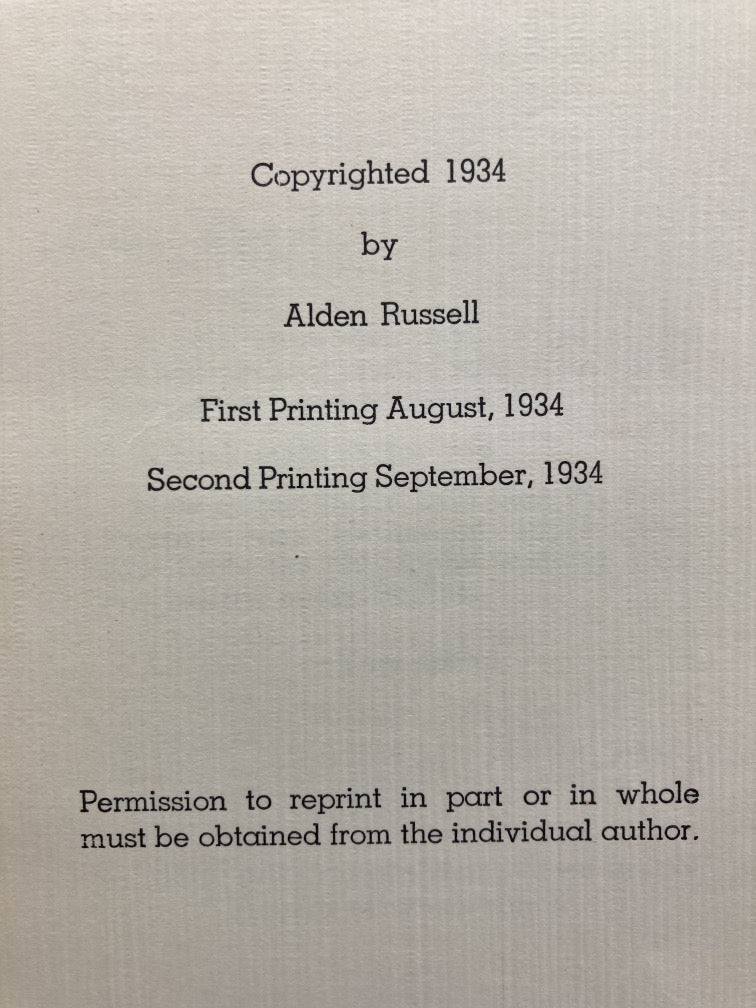 Copyrighted 1934
by
Alden Russell
First Printing August, 1934
Second Printing September, 1934
Permission to reprint in part or in whole
must be obtained from the individual author.